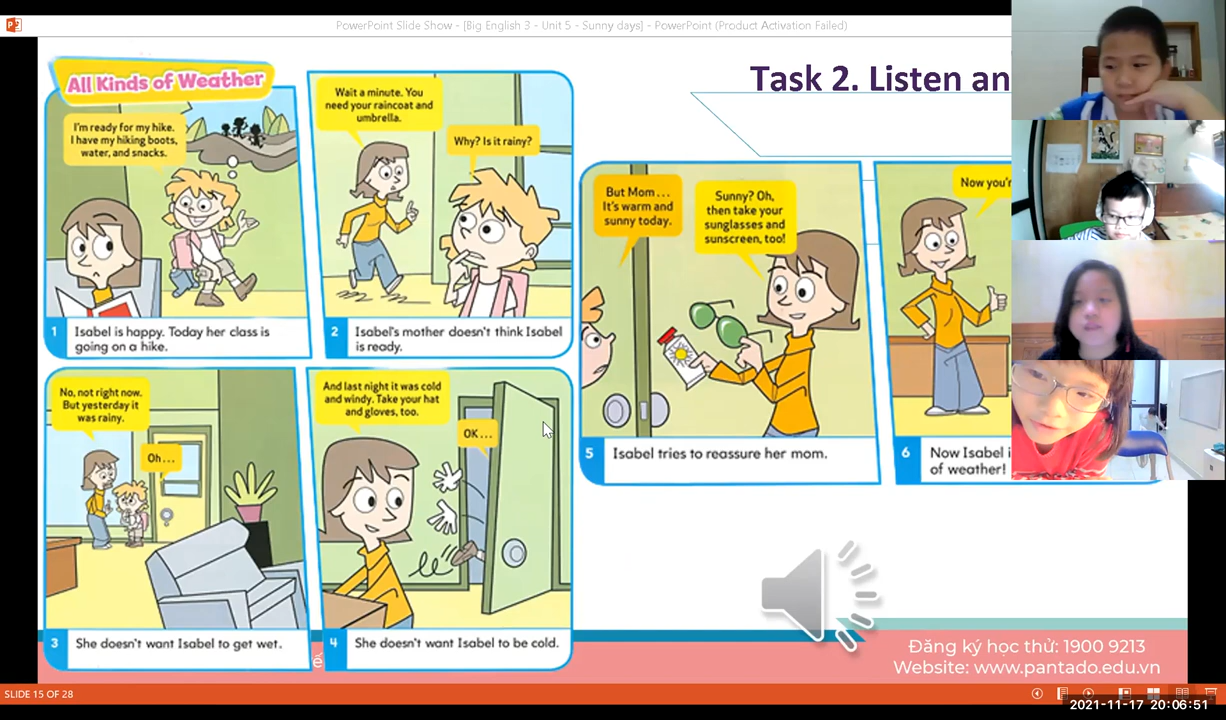 PowerPoint Slide Show - [Big English 3 - Unit 5 - Sunny days] - PowerPoint (Product Activation Failed)
All Kinds of Weather
Task 2. Listen an
I'm ready for my hike.
I have my hiking boots,
water, and snacks.
1 Isabel is happy. Today her class is
going on a hike.
Wait a minute. You
need your raincoat and
umbrella.
Why? Is it rainy?
2 Isabel's mother doesn't think Isabel
is ready.
No, not right now.
But yesterday it
was rainy.
Oh...
3 She doesn't want Isabel to get wet.
And last night it was cold
and windy. Take your hat
and gloves, too.
OK...
4 She doesn't want Isabel to be cold.
But Mom...
It's warm and
sunny today.
Sunny? Oh,
then take your
sunglasses and
sunscreen, too!
5 Isabel tries to reassure her mom.
Now you'r
6 Now Isabel i
of weather!
Đăng ký học thử: 1900 9213
Website: www.pantado.edu.vn
SLIDE 15 OF 28
2021-11-17 20:06:51